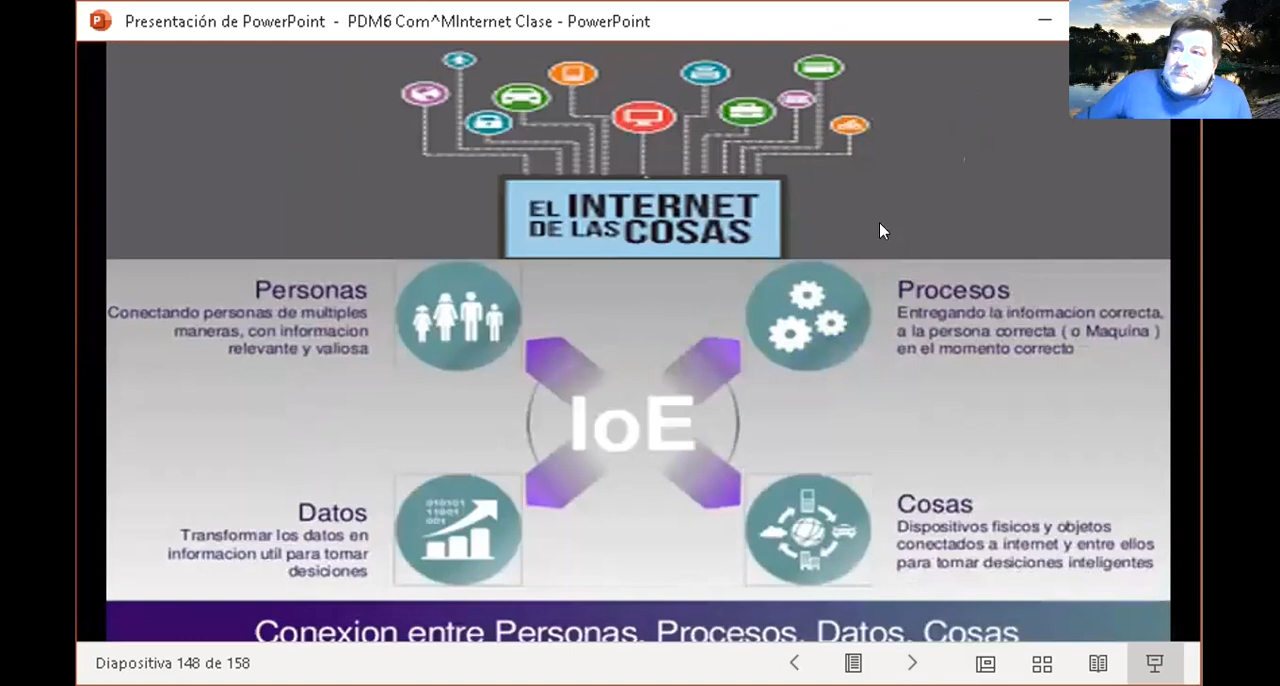 Presentación de PowerPoint - PDM6 Com^MInternet Clase - PowerPoint
EL INTERNET
DE LAS COSAS
Personas
Conectando personas de multiples
maneras, con informacion
relevante y valiosa
Procesos
Entregando la informacion correcta,
a la persona correcta ( o Maquina )
en el momento correcto
IoE
Datos
Transformar los datos en
informacion util para tomar
desiciones
010101
11001
001
Cosas
Dispositivos fisicos y objetos
conectados a internet y entre ellos
para tomar desiciones inteligentes
Conexion entre Personas, Procesos, Datos, Cosas
Diapositiva 148 de 158